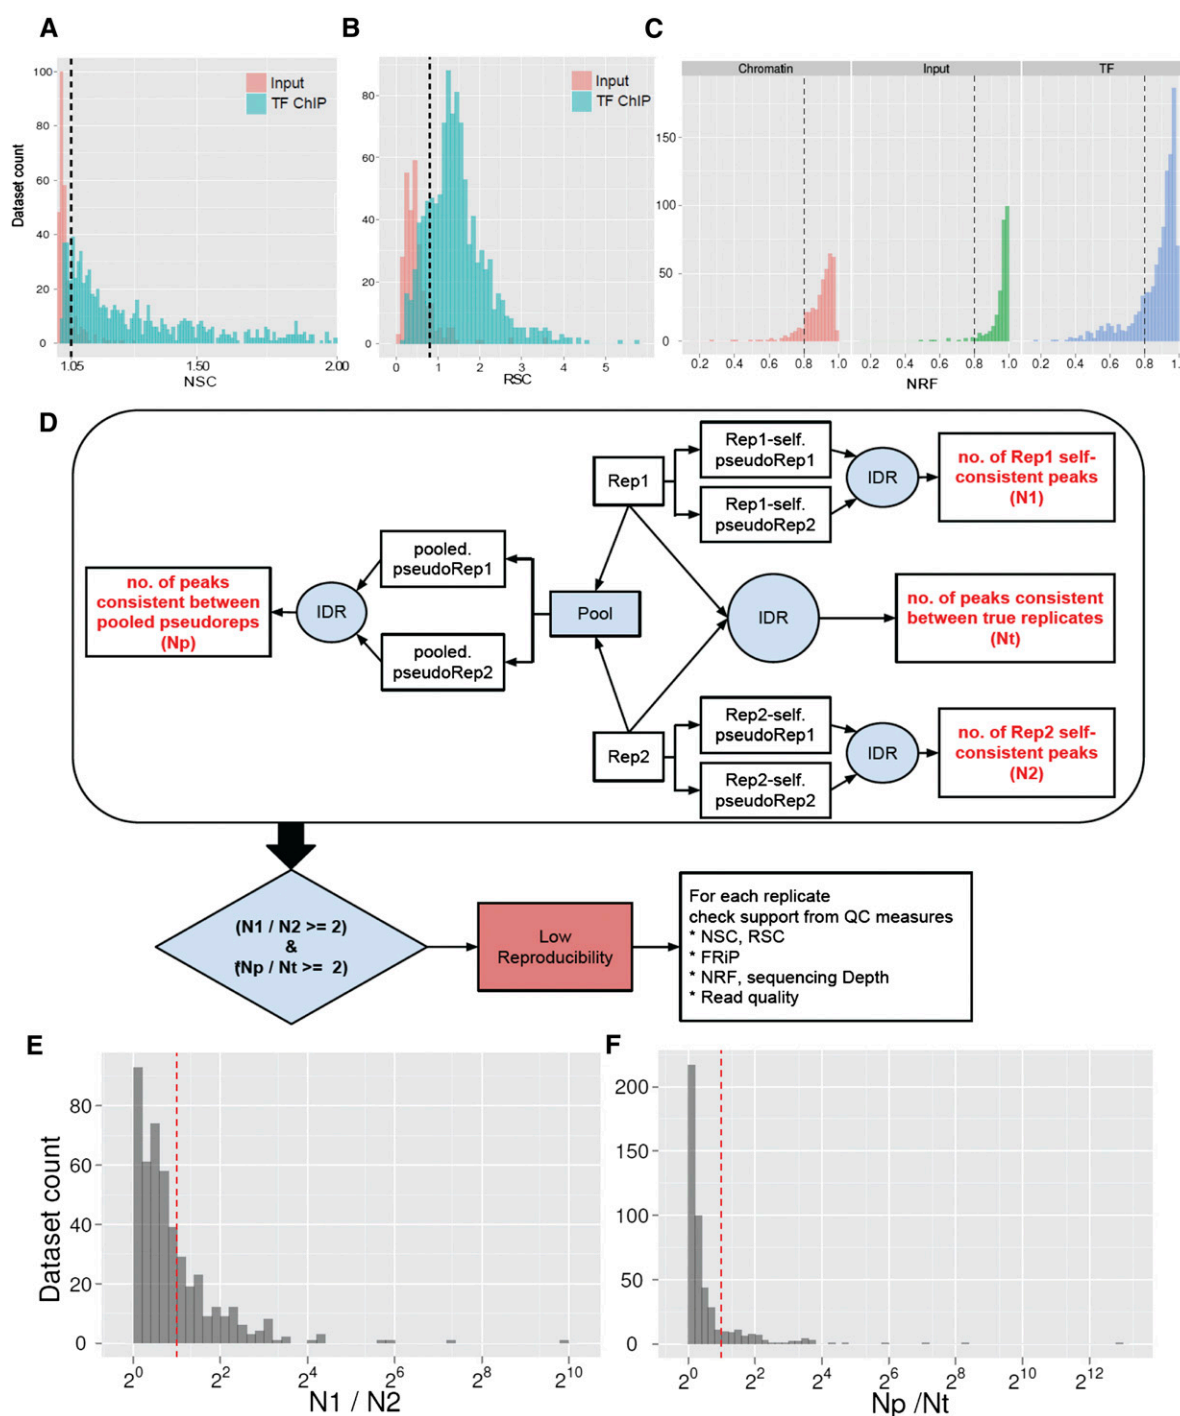 A
Input
TF ChIP
100
80
60
40
20
0
Dataset count
1.05
1.50
2.00
NSC
B
Input
TF ChIP
80
60
40
20
0
0
1
2
3
4
5
RSC
C
Chromatin
Input
TF
150
100
50
0
0.2
0.4
0.6
0.8
1.0
0.2
0.4
0.6
0.8
1.0
0.2
0.4
0.6
0.8
NRF
D
Rep1-self.
pseudoRep1
Rep1
Rep1-self.
pseudoRep2
IDR
no. of Rep1 self-
consistent peaks
(N1)
pooled.
pseudoRep1
no. of peaks
consistent between
pooled pseudoreps
(Np)
IDR
Pool
IDR
no. of peaks consistent
between true replicates
(Nt)
pooled.
pseudoRep2
Rep2-self.
pseudoRep1
Rep2
Rep2-self.
pseudoRep2
IDR
no. of Rep2 self-
consistent peaks
(N2)
(N1 / N2 >= 2)
&
*(Np / Nt >= 2)
Low
Reproducibility
For each replicate
check support from QC measures
* NSC, RSC
* FRiP
* NRF, sequencing Depth
* Read quality
E
80
60
40
20
0
Dataset count
2⁰
2²
2⁴
2⁶
2⁸
2¹⁰
N1 / N2
F
200
150
100
50
0
2⁰
2²
2⁴
2⁶
2⁸
2¹⁰
2¹²
Np /Nt